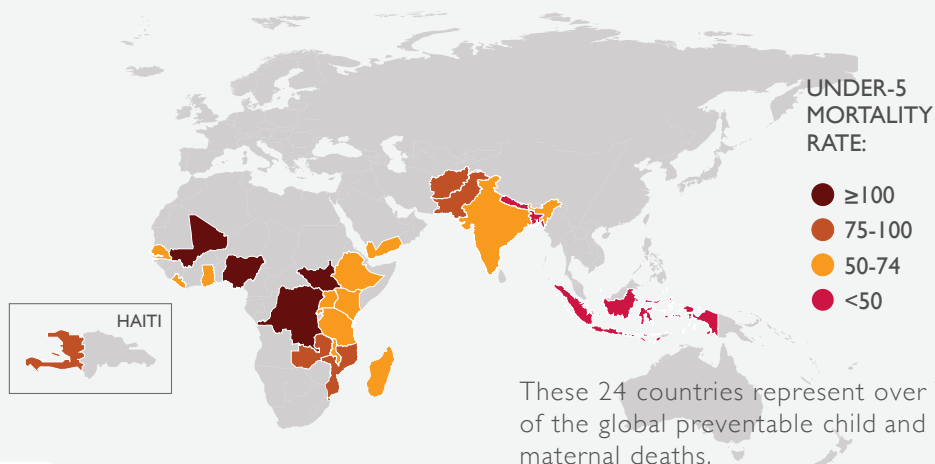 UNDER-5
MORTALITY
RATE:
≥100
75-100
50-74
<50
HAITI
These 24 countries represent over
of the global preventable child and
maternal deaths.